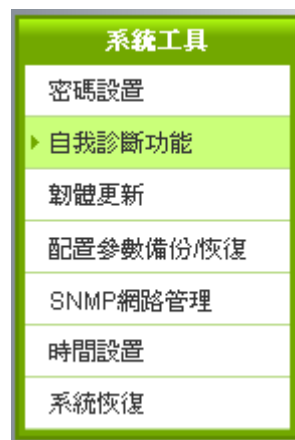 系統工具
密碼設置
自我診斷功能
韌體更新
配置參數備份/恢復
SNMP網路管理
時間設置
系統恢復